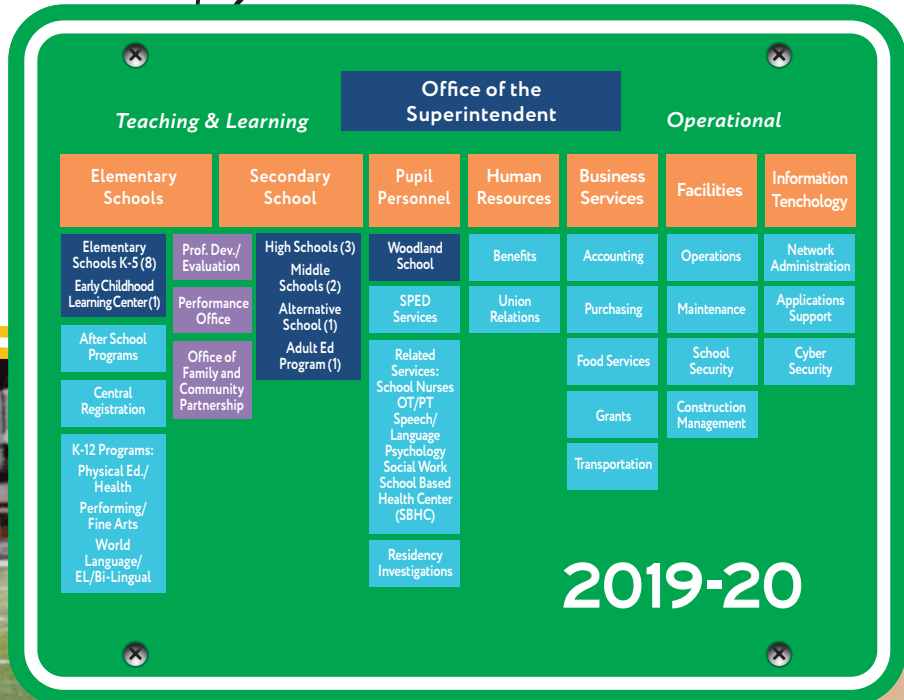 Office of the
Superintendent
Teaching & Learning
Operational
Elementary
Schools
Secondary
School
Pupil
Personnel
Human
Resources
Business
Services
Facilities
Information
Tenchology
Elementary
Schools K-5 (8)
Early Childhood
Learning Center (1)
After School
Programs
Central
Registration
K-12 Programs:
Physical Ed./
Health
Performing/
Fine Arts
World
Language/
EL/Bi-Lingual
Prof. Dev./
Evaluation
Performance
Office
Office of
Family and
Community
Partnership
High Schools (3)
Middle
Schools (2)
Alternative
School (1)
Adult Ed
Program (1)
Woodland
School
SPED
Services
Related
Services:
School Nurses
OT/PT
Speech/
Language
Psychology
Social Work
School Based
Health Center
(SBHC)
Residency
Investigations
Benefits
Union
Relations
Accounting
Purchasing
Food Services
Grants
Transportation
Operations
Maintenance
School
Security
Construction
Management
Network
Administration
Applications
Support
Cyber
Security
2019-20